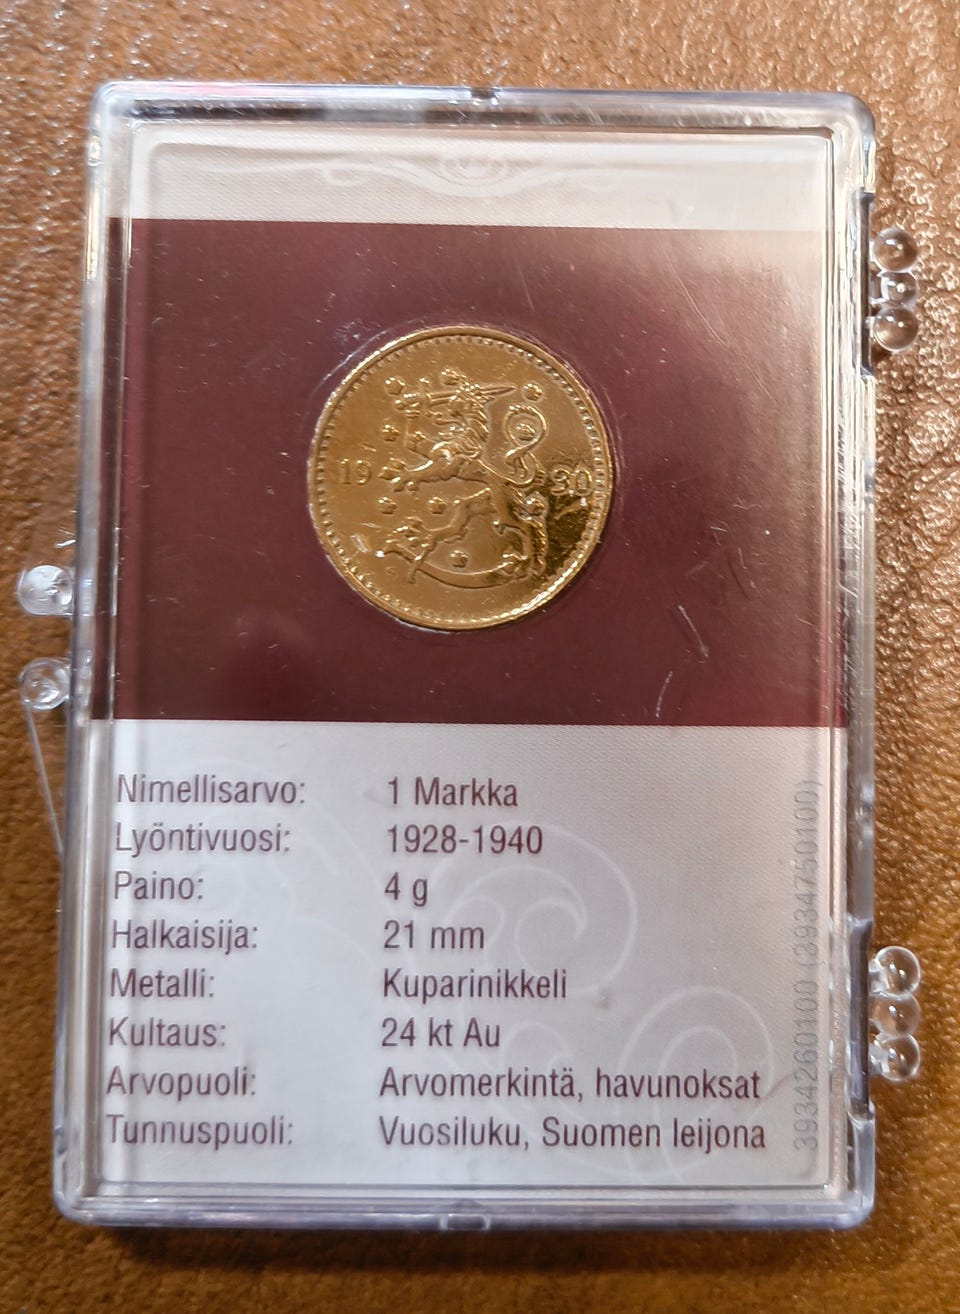 19 30
Nimellisarvo: 1 Markka
Lyöntivuosi: 1928-1940
Paino: 4 g
Halkaisija: 21 mm
Metalli: Kuparinikkeli
Kultaus: 24 kt Au
Arvopuoli: Arvomerkintä, havunoksat
Tunnuspuoli: Vuosiluku, Suomen leijona
3934260100 (3934750100)